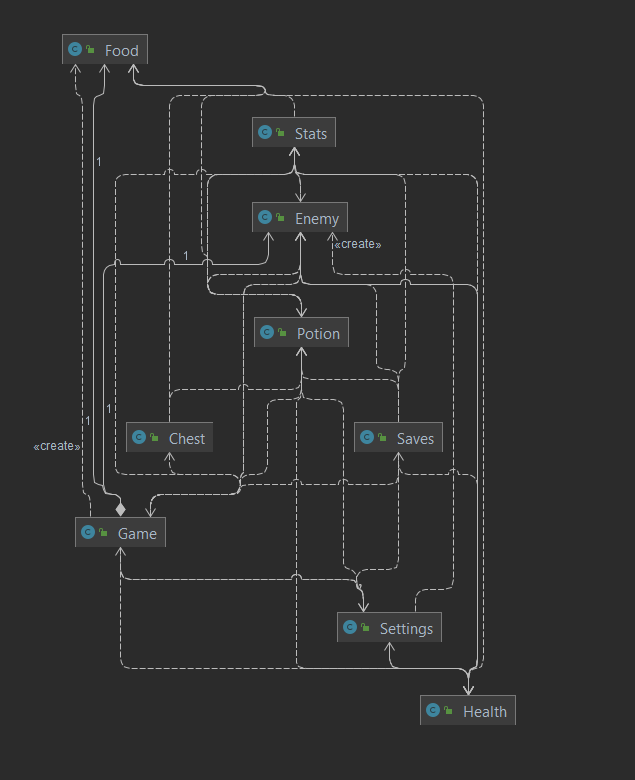 Food
1
Stats
Enemy
«create»
1
Potion
1
1
Chest
Saves
«create»
Game
Settings
Health